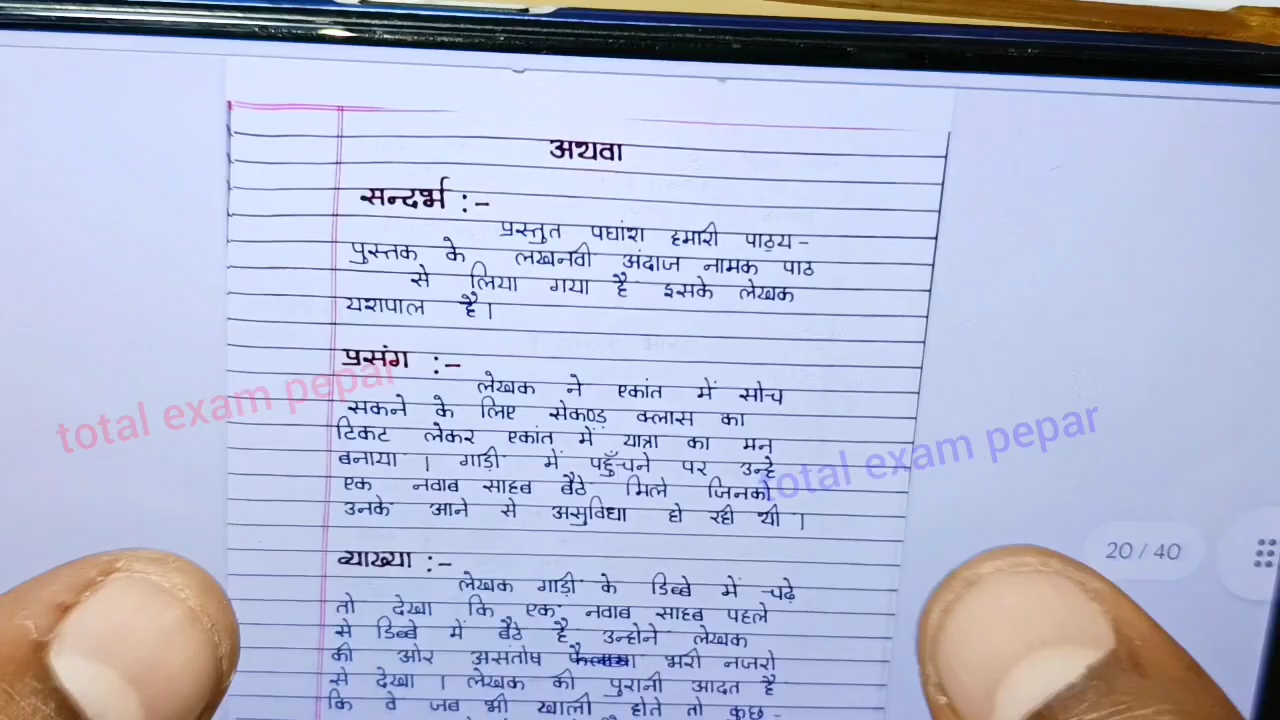 अथवा
सन्दर्भ :-
प्रस्तुत पघांश हमारी पाठ्य-
पुस्तक के लखनवी अंदाज नामक पाठ
से लिया गया है इसके लेखक
यशपाल है।
प्रसंग :-
लेखक ने एकांत में सोच
सकने के लिए सेकण्ड क्लास का
टिकट लेकर एकांत में यात्रा का मन
बनाया । गाडी में पहुँचने पर उन्हे
एक नवाब साहब बैठे मिले जिनको
उनके आने से असुविधा हो रही थी ।
व्याख्या :-
लेखक गाड़ी के डिब्बे में चढ़े
तो देखा कि एक नवाब साहब पहले
से डिब्बे में बैठे है उन्होने लेखक
की ओर असंतोष भरी नजरो
से देखा । लेखक की पुरानी आदत है
कि वे जब भी खाली होते तो कुछ-
total exam pepar
total exam pepar
20 / 40